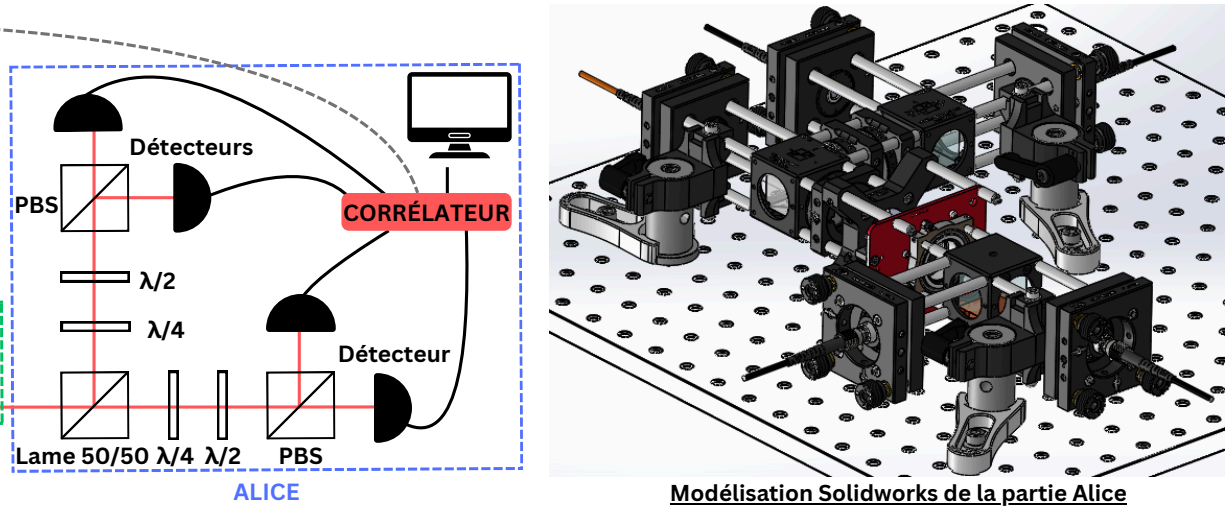 Détecteurs
PBS
CORRÉLATEUR
λ/2
λ/4
Détecteur
Lame 50/50 λ/4 λ/2 PBS
ALICE
Modélisation Solidworks de la partie Alice